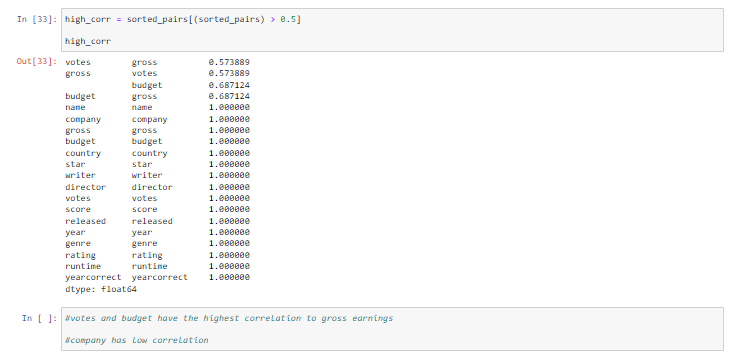 In [33]: high_corr = sorted_pairs[(sorted_pairs) > 0.5]
high_corr
Out[33]: votes gross 0.573889
gross votes 0.573889
budget 0.687124
budget gross 0.687124
name name 1.000000
company company 1.000000
gross gross 1.000000
budget budget 1.000000
country country 1.000000
star star 1.000000
writer writer 1.000000
director director 1.000000
votes votes 1.000000
score score 1.000000
released released 1.000000
year year 1.000000
genre genre 1.000000
rating rating 1.000000
runtime runtime 1.000000
yearcorrect yearcorrect 1.000000
dtype: float64
In [ ]: #votes and budget have the highest correlation to gross earnings
#company has low correlation